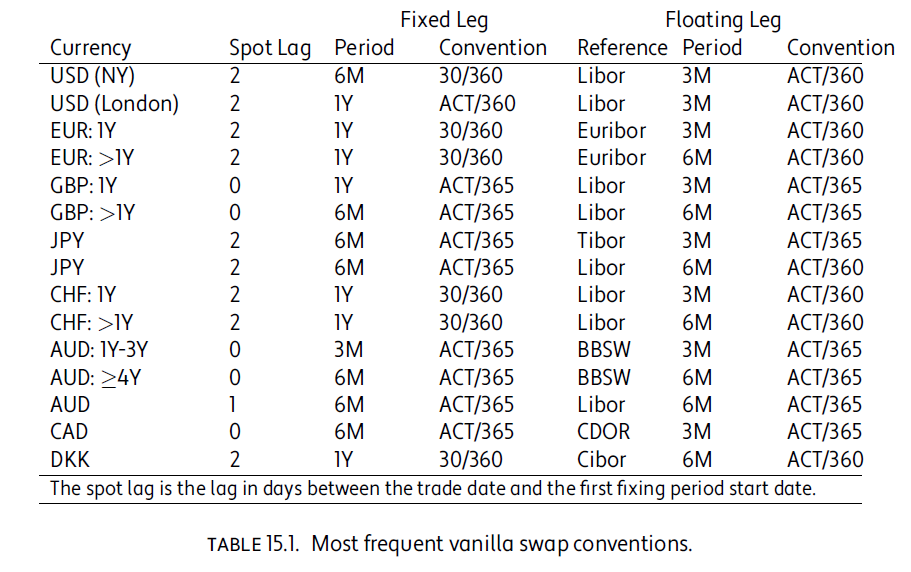 Fixed Leg Floating Leg
Currency Spot Lag Period Convention Reference Period Convention
USD (NY) 2 6M 30/360 Libor 3M ACT/360
USD (London) 2 1Y ACT/360 Libor 3M ACT/360
EUR: 1Y 2 1Y 30/360 Euribor 3M ACT/360
EUR: >1Y 2 1Y 30/360 Euribor 6M ACT/360
GBP: 1Y 0 1Y ACT/365 Libor 3M ACT/365
GBP: >1Y 0 6M ACT/365 Libor 6M ACT/365
JPY 2 6M ACT/365 Tibor 3M ACT/365
JPY 2 6M ACT/365 Libor 6M ACT/360
CHF: 1Y 2 1Y 30/360 Libor 3M ACT/360
CHF: >1Y 2 1Y 30/360 Libor 6M ACT/360
AUD: 1Y-3Y 0 3M ACT/365 BBSW 3M ACT/365
AUD: ≥4Y 0 6M ACT/365 BBSW 6M ACT/365
AUD 1 6M ACT/365 Libor 6M ACT/365
CAD 0 6M ACT/365 CDOR 3M ACT/365
DKK 2 1Y 30/360 Cibor 6M ACT/360
The spot lag is the lag in days between the trade date and the first fixing period start date.
TABLE 15.1. Most frequent vanilla swap conventions.